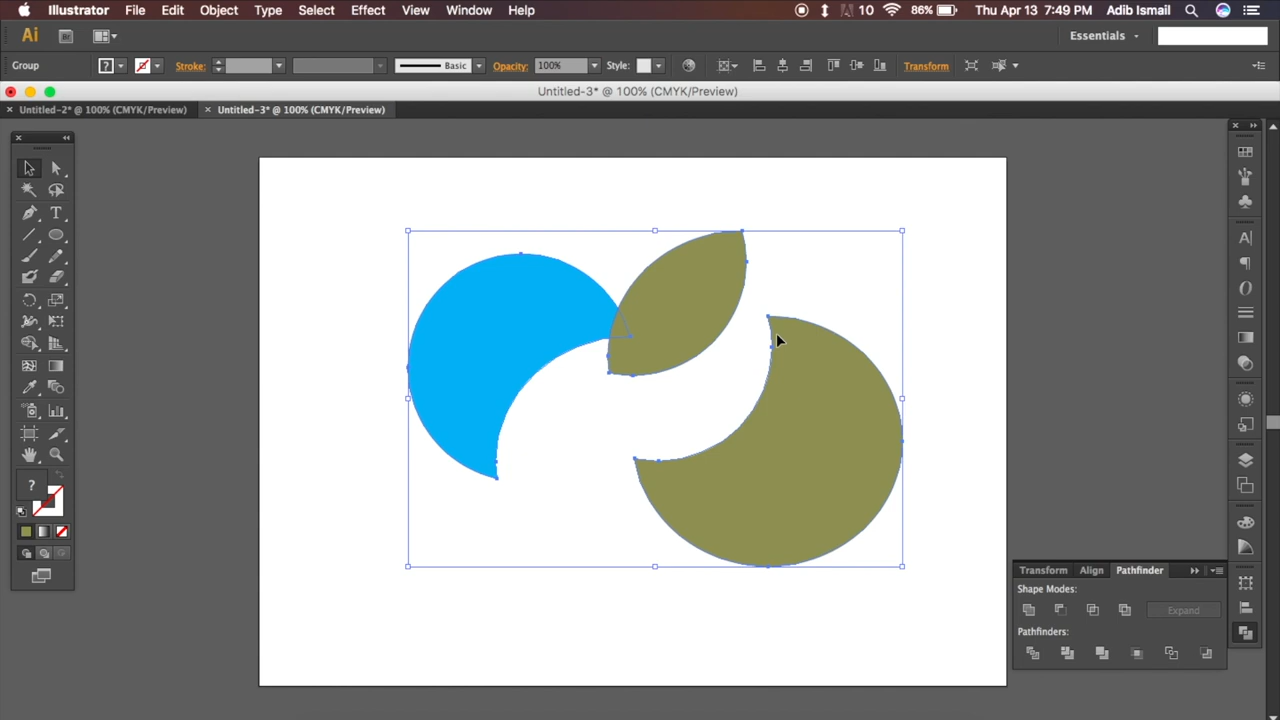 Illustrator File Edit Object Type Select Effect View Window Help 10 86% Thu Apr 13 7:49 PM Adib Ismail
Ai Br Essentials
Group ? Stroke: Basic Opacity: 100% Style: Transform
Untitled-3* @ 100% (CMYK/Preview)
Untitled-2* @ 100% (CMYK/Preview) Untitled-3* @ 100% (CMYK/Preview)
T
?
A
Transform Align Pathfinder
Shape Modes:
Expand
Pathfinders: